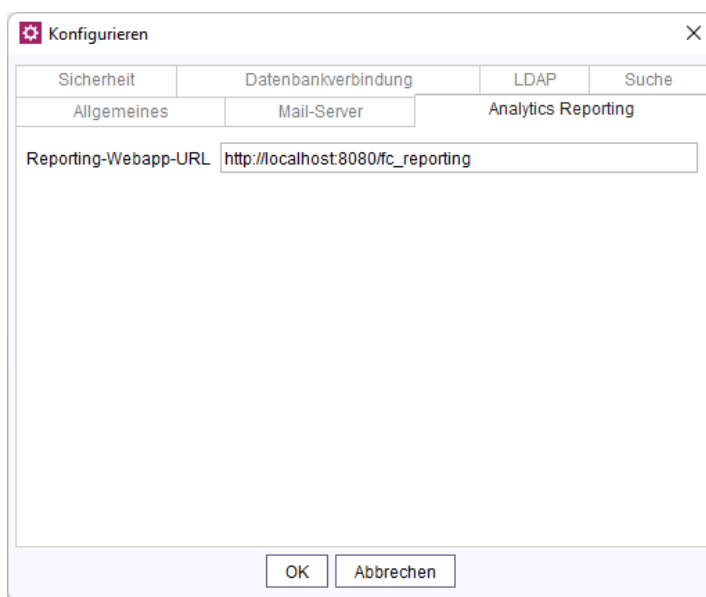 Konfigurieren
Sicherheit Datenbankverbindung LDAP Suche
Allgemeines Mail-Server Analytics Reporting
Reporting-Webapp-URL http://localhost:8080/fc_reporting
OK Abbrechen